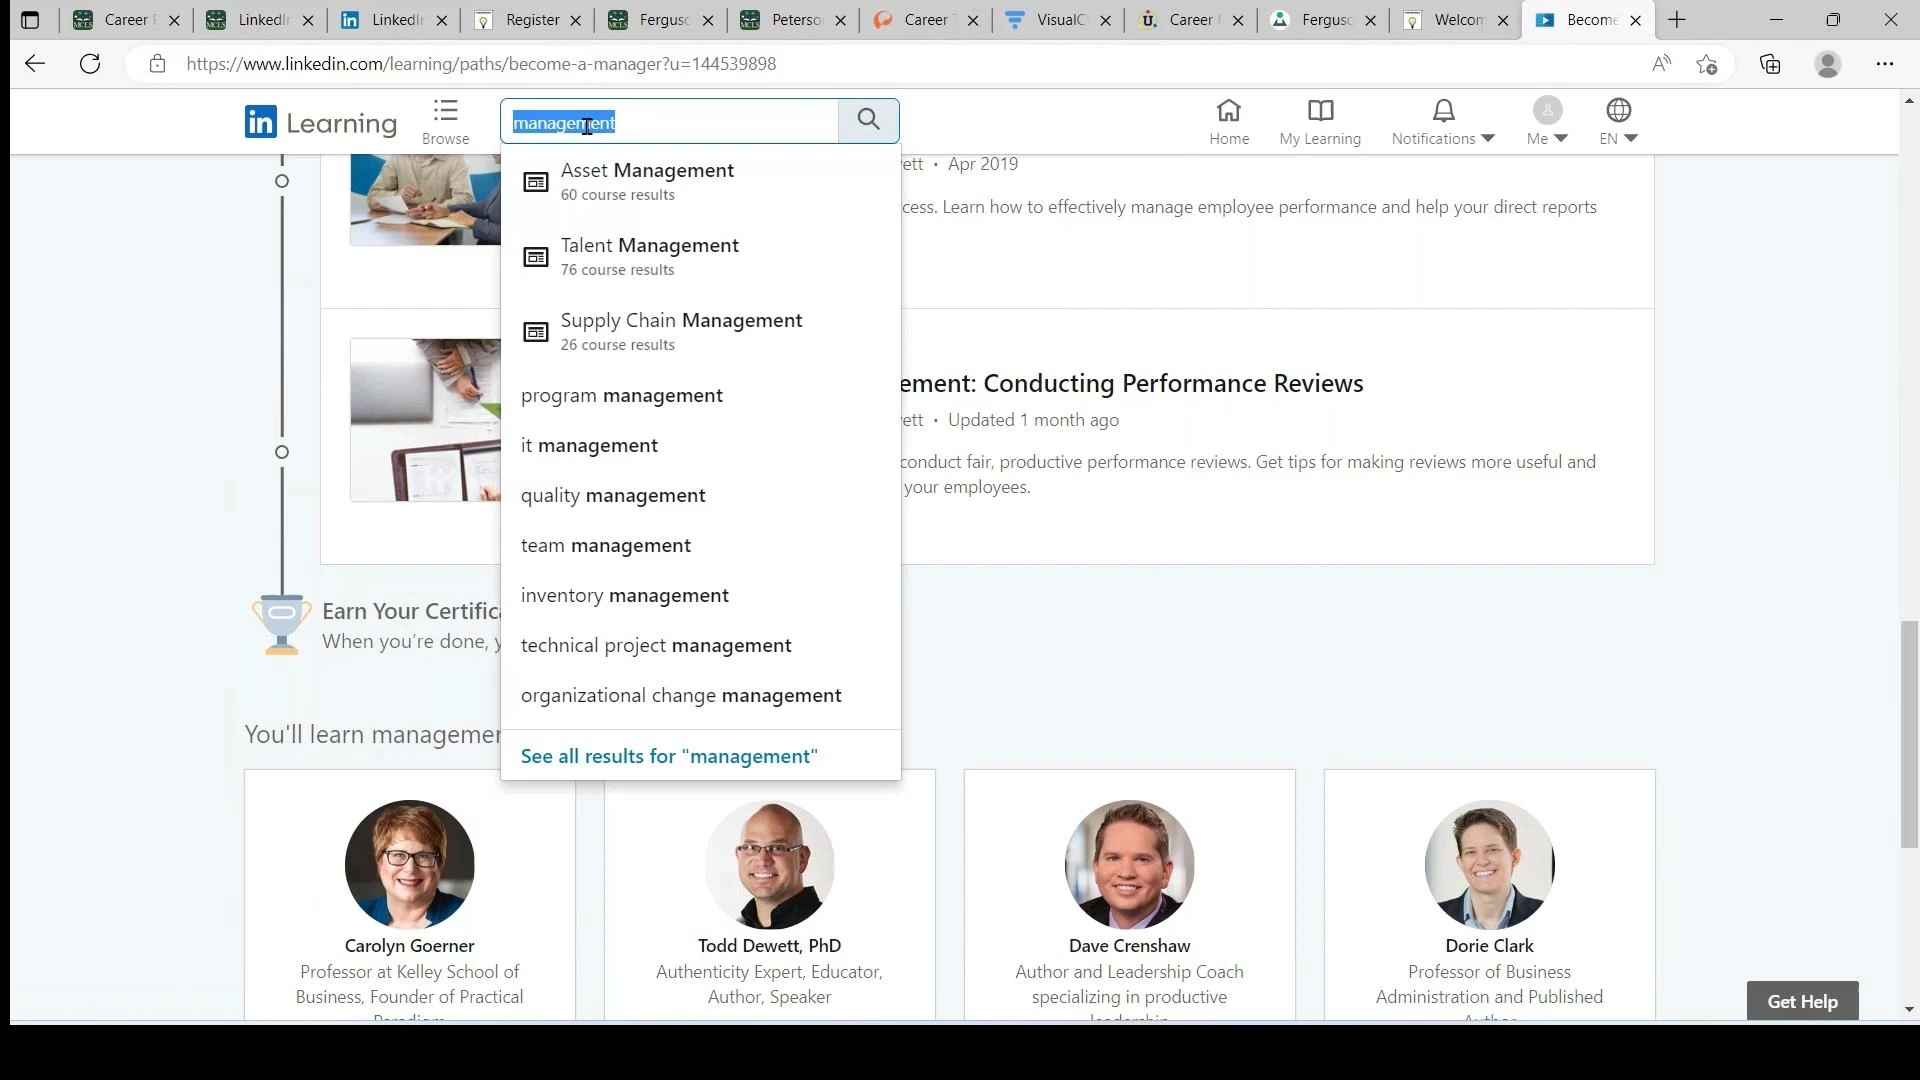 Career
LinkedIn
LinkedIn
Register
Fergus
Peterso
Career
VisualC
Career
Fergus
Welcom
Become
https://www.linkedin.com/learning/paths/become-a-manager?u=144539898
in Learning
Browse
management
Home
My Learning
Notifications
Me
EN
Asset Management
60 course results
Talent Management
76 course results
Supply Chain Management
26 course results
program management
it management
quality management
team management
inventory management
technical project management
organizational change management
See all results for "management"
ett · Apr 2019
cess. Learn how to effectively manage employee performance and help your direct reports
ement: Conducting Performance Reviews
ett · Updated 1 month ago
conduct fair, productive performance reviews. Get tips for making reviews more useful and
your employees.
Earn Your Certific
When you're done, y
You'll learn managemen
Carolyn Goerner
Professor at Kelley School of
Business, Founder of Practical
Todd Dewett, PhD
Authenticity Expert, Educator,
Author, Speaker
Dave Crenshaw
Author and Leadership Coach
specializing in productive
Dorie Clark
Professor of Business
Administration and Published
Get Help